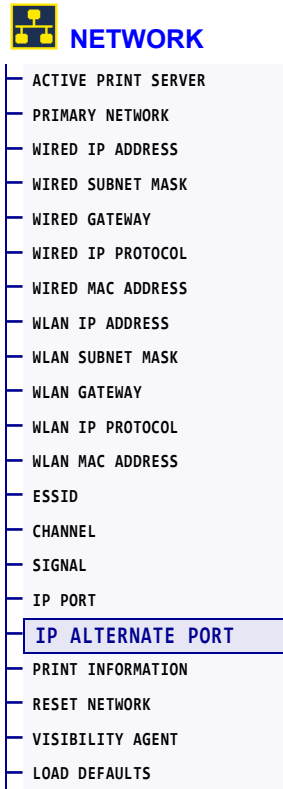 NETWORK
ACTIVE PRINT SERVER
PRIMARY NETWORK
WIRED IP ADDRESS
WIRED SUBNET MASK
WIRED GATEWAY
WIRED IP PROTOCOL
WIRED MAC ADDRESS
WLAN IP ADDRESS
WLAN SUBNET MASK
WLAN GATEWAY
WLAN IP PROTOCOL
WLAN MAC ADDRESS
ESSID
CHANNEL
SIGNAL
IP PORT
IP ALTERNATE PORT
PRINT INFORMATION
RESET NETWORK
VISIBILITY AGENT
LOAD DEFAULTS